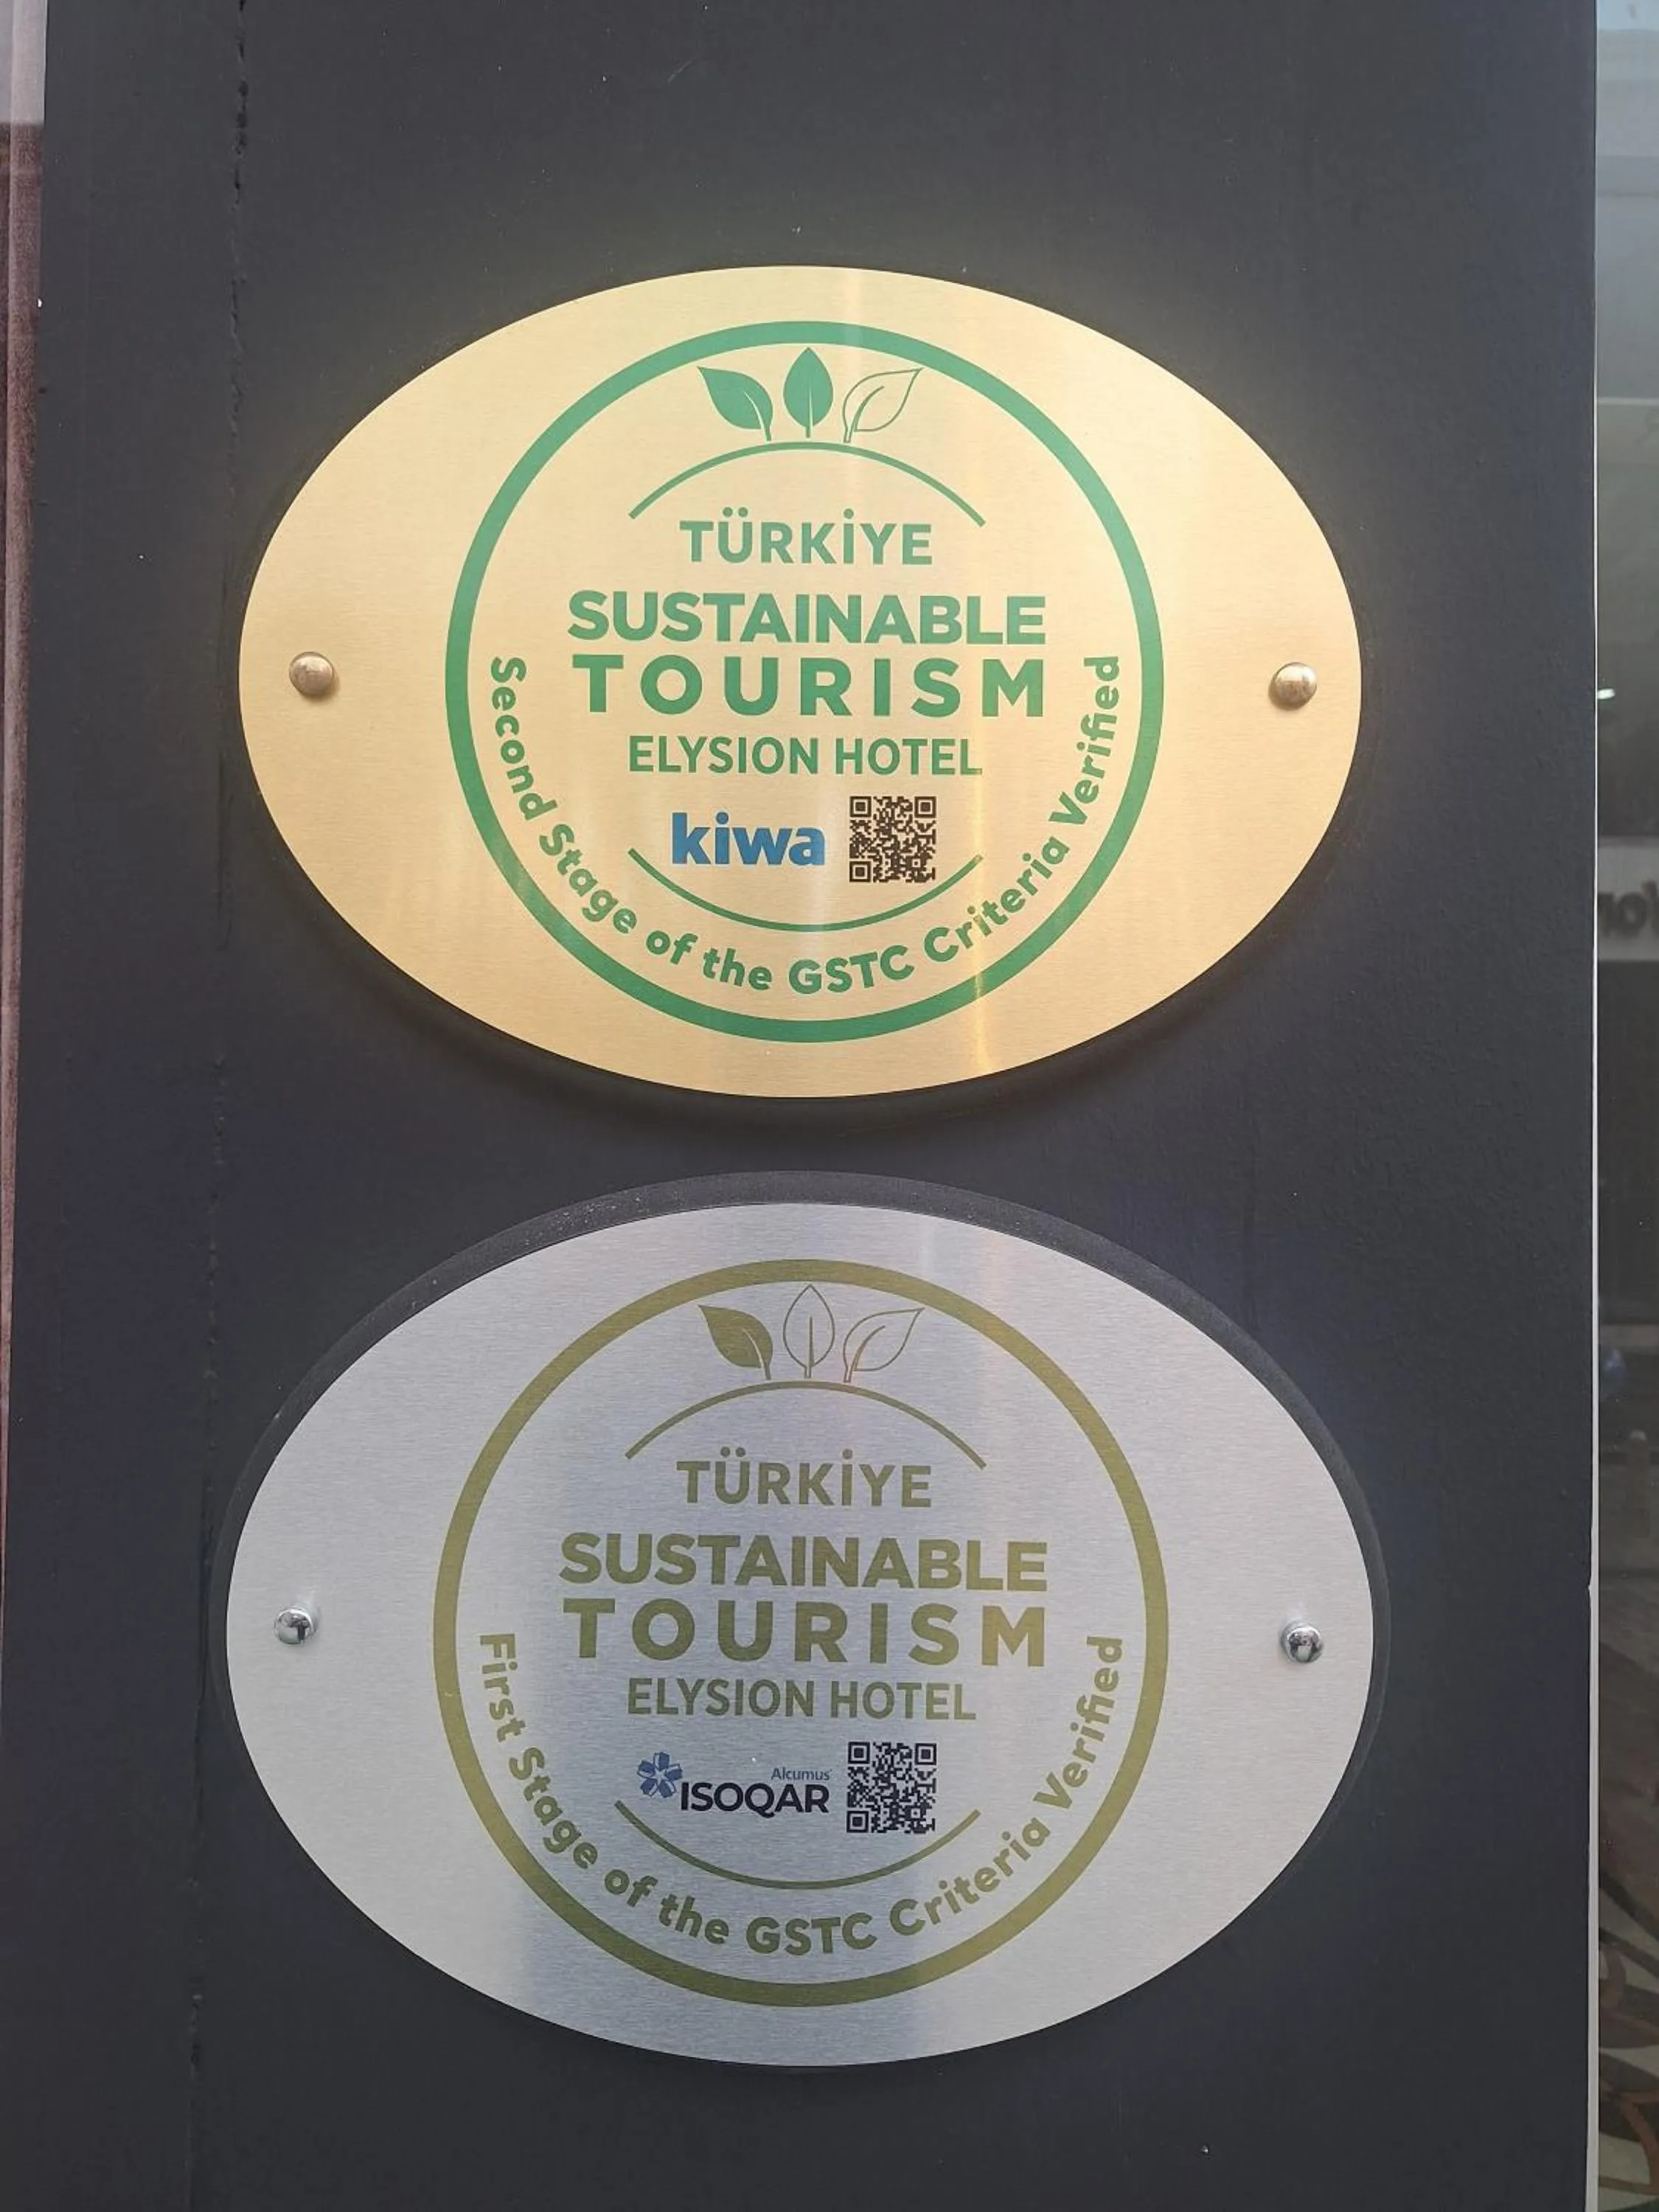 TÜRKİYE
SUSTAINABLE
TOURISM
ELYSION HOTEL
kiwa
Second Stage of the GSTC Criteria Verified
TÜRKİYE
SUSTAINABLE
TOURISM
ELYSION HOTEL
Alcumus
ISOQAR
First Stage of the GSTC Criteria Verified